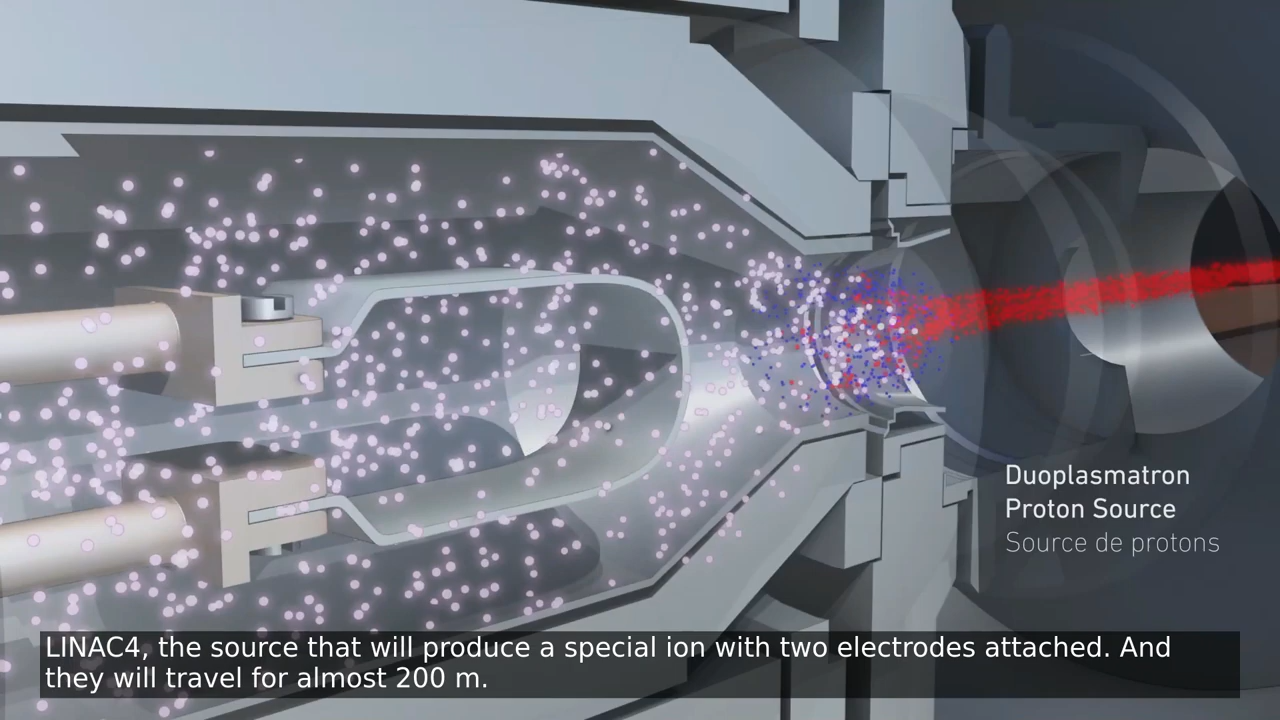 Duoplasmatron
Proton Source
Source de protons
LINAC4, the source that will produce a special ion with two electrodes attached. And
they will travel for almost 200 m.